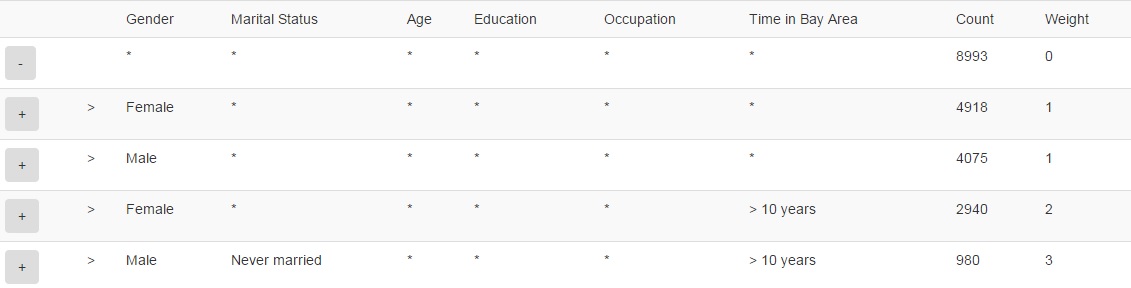 Gender Marital Status Age Education Occupation Time in Bay Area Count Weight
- * * * * * * 8993 0
+ > Female * * * * * 4918 1
+ > Male * * * * * 4075 1
+ > Female * * * * > 10 years 2940 2
+ > Male Never married * * * > 10 years 980 3